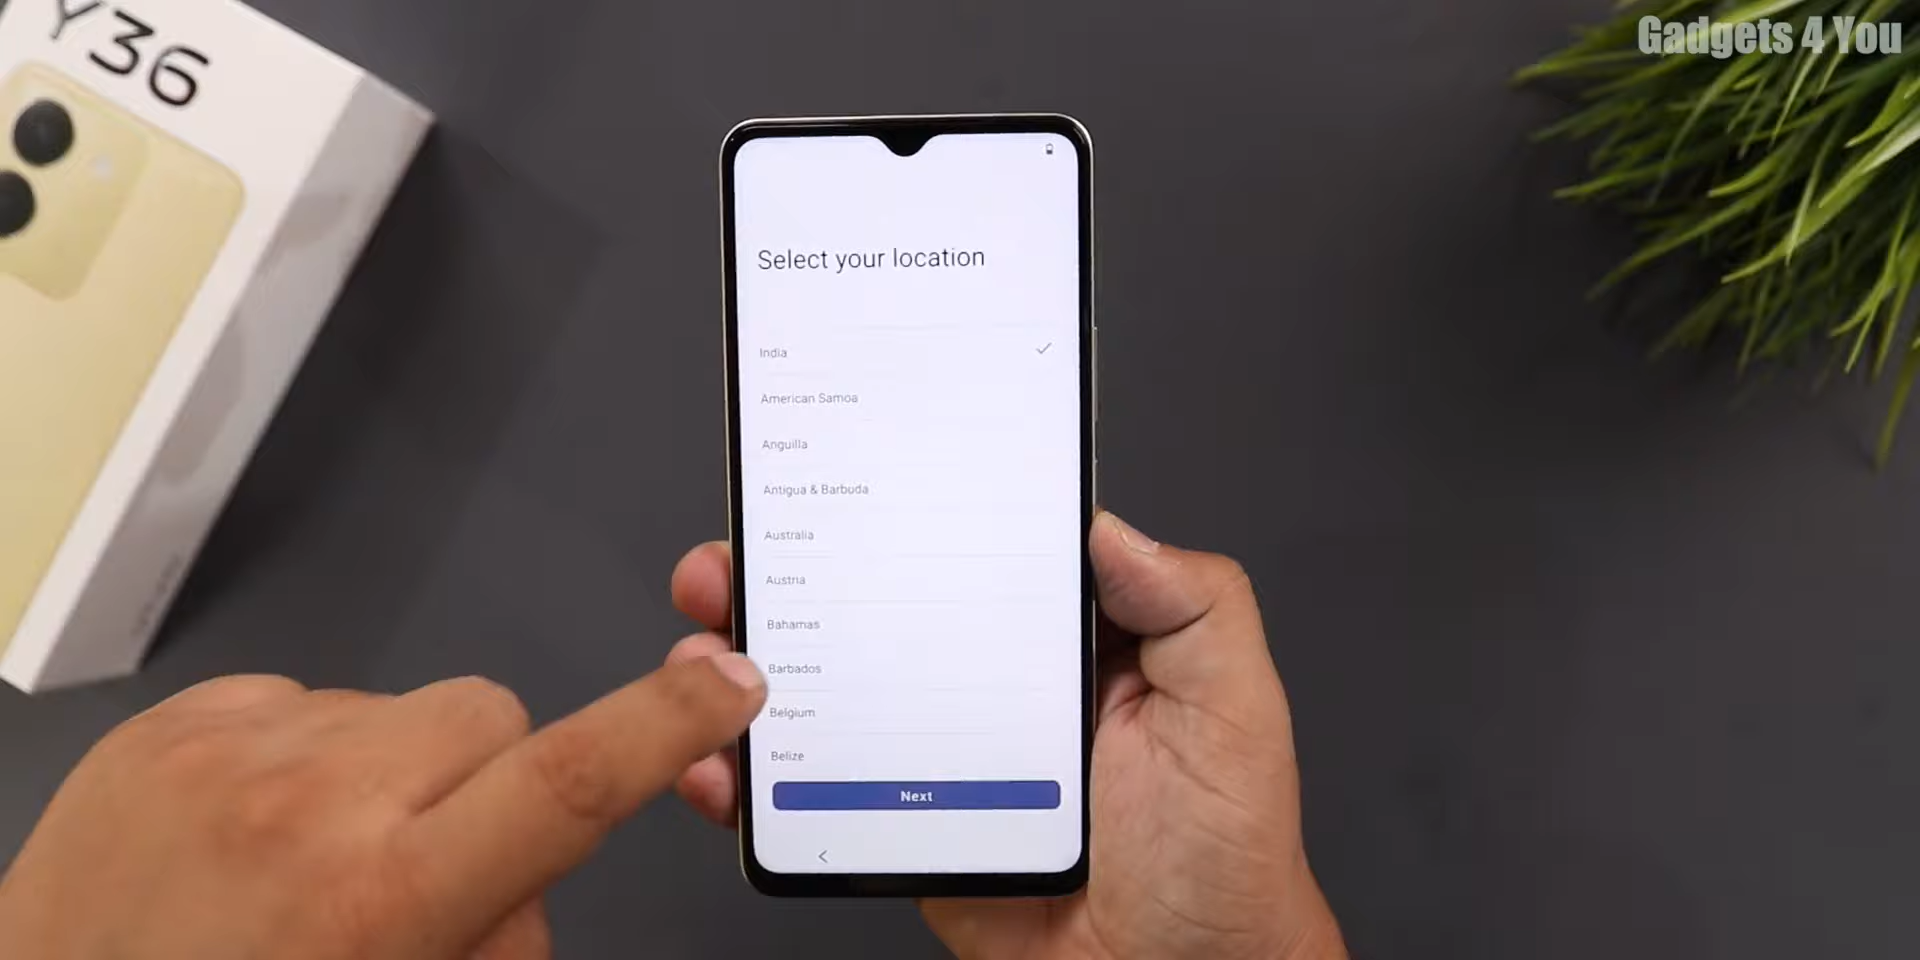 Y36
Gadgets 4 You
Select your location
India
American Samoa
Anguilla
Antigua & Barbuda
Australia
Austria
Bahamas
Barbados
Belgium
Belize
Next